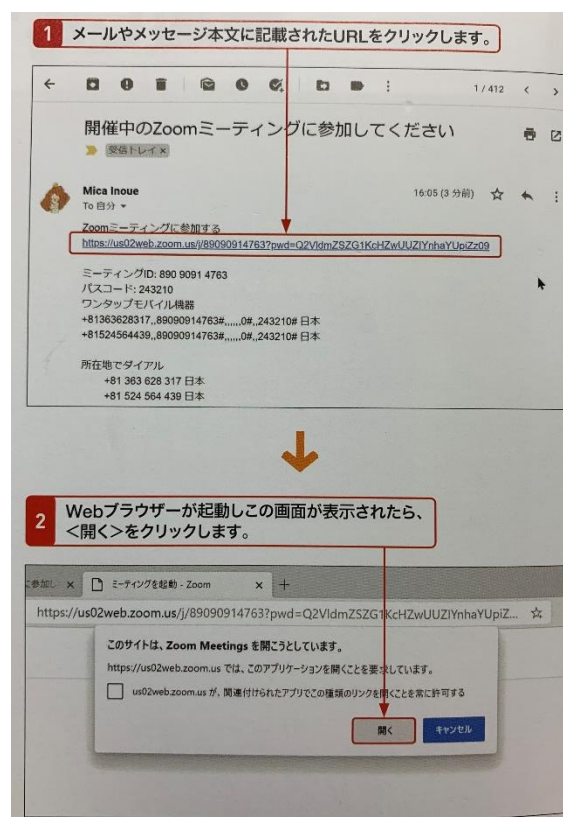 1 メールやメッセージ本文に記載されたURLをクリックします。
1 / 412
開催中のZoomミーティングに参加してください
受信トレイ ×
Mica Inoue
16:05 (3 分前)
To 自分
Zoomミーティングに参加する
https://us02web.zoom.us/j/89090914763?pwd=Q2VldmZSZG1KcHZwUUZIYnhaYUpiZz09
ミーティングID: 890 9091 4763
パスコード: 243210
ワンタップモバイル機器
+81363628317,,89090914763#,,,,,,0#,,243210# 日本
+81524564439,,89090914763#,,,,,,0#,,243210# 日本
所在地でダイヤル
+81 363 628 317 日本
+81 524 564 439 日本
2 Webブラウザーが起動しこの画面が表示されたら、
<開く>をクリックします。
に参加し × ミーティングを起動 - Zoom × +
https://us02web.zoom.us/j/89090914763?pwd=Q2VldmZSZG1KcHZwUUZIYnhaYUpiZ...
このサイトは、Zoom Meetings を開こうとしています。
https://us02web.zoom.us では、このアプリケーションを開くことを要求しています。
us02web.zoom.us が、関連付けられたアプリでこの種類のリンクを開くことを常に許可する
開く キャンセル